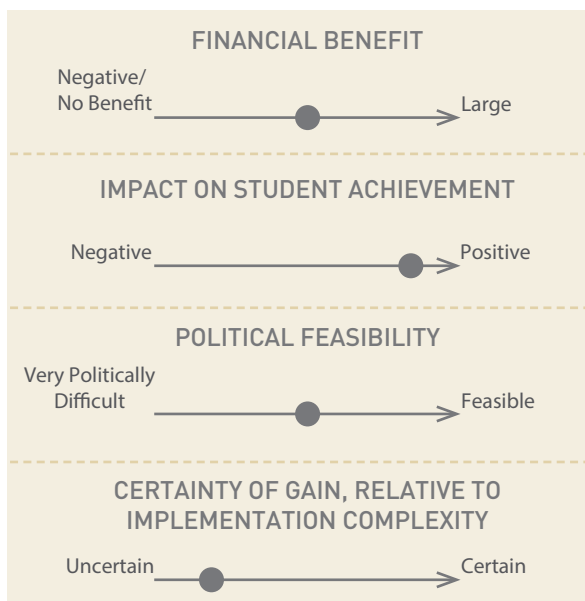 FINANCIAL BENEFIT
Negative/
No Benefit
Large
IMPACT ON STUDENT ACHIEVEMENT
Negative
Positive
POLITICAL FEASIBILITY
Very Politically
Difficult
Feasible
CERTAINTY OF GAIN, RELATIVE TO
IMPLEMENTATION COMPLEXITY
Uncertain
Certain